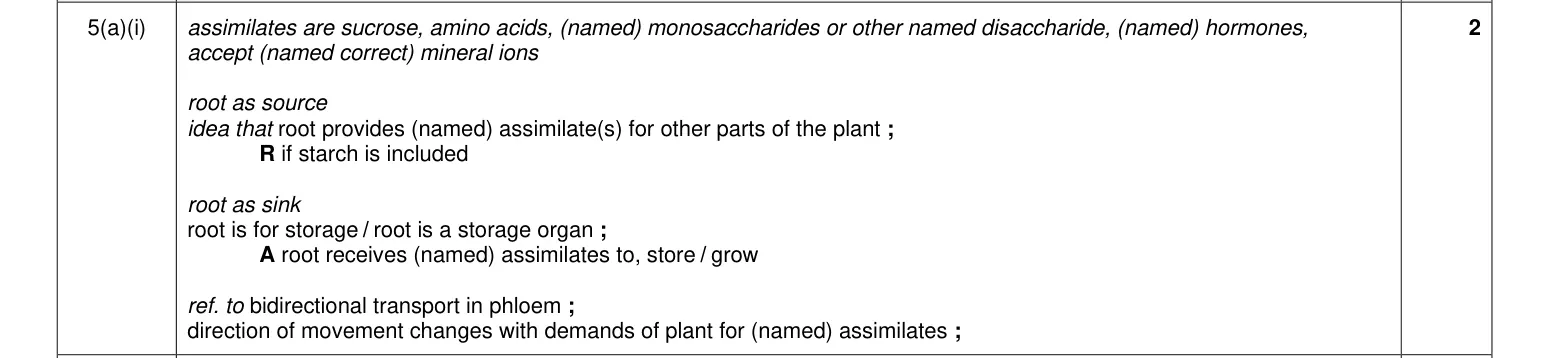 5(a)(i) assimilates are sucrose, amino acids, (named) monosaccharides or other named disaccharide, (named) hormones, 2
accept (named correct) mineral ions
root as source
idea that root provides (named) assimilate(s) for other parts of the plant ;
R if starch is included
root as sink
root is for storage / root is a storage organ ;
A root receives (named) assimilates to, store / grow
ref. to bidirectional transport in phloem ;
direction of movement changes with demands of plant for (named) assimilates ;